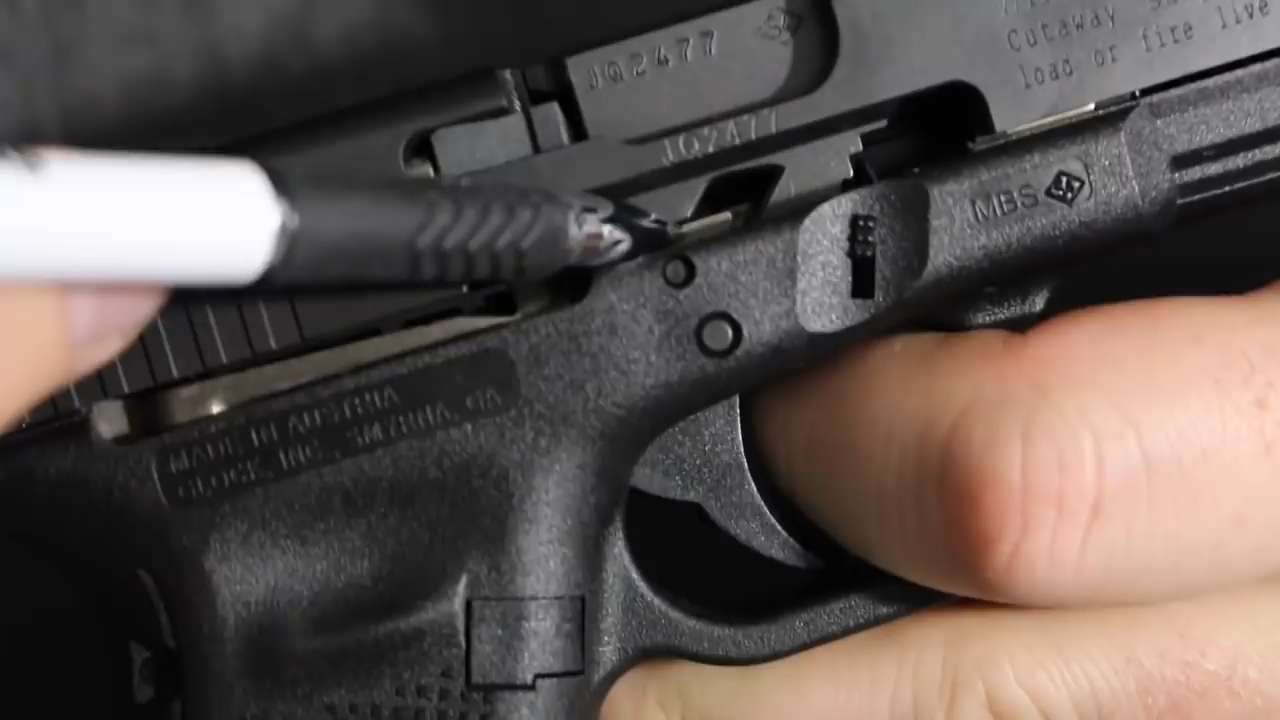 JQ2477
Cutaway
load or fire live
JQ2477
MBS
MADE IN AUSTRIA
GLOCK, INC., SMYRNA, GA